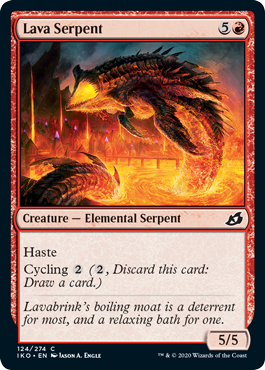 Lava Serpent 5
Creature — Elemental Serpent
Haste
Cycling 2 (2, Discard this card:
Draw a card.)
Lavabrink's boiling moat is a deterrent
for most, and a relaxing bath for one.
5/5
124/274 C
IKO • EN Jason A. Engle
™ & © 2020 Wizards of the Coast